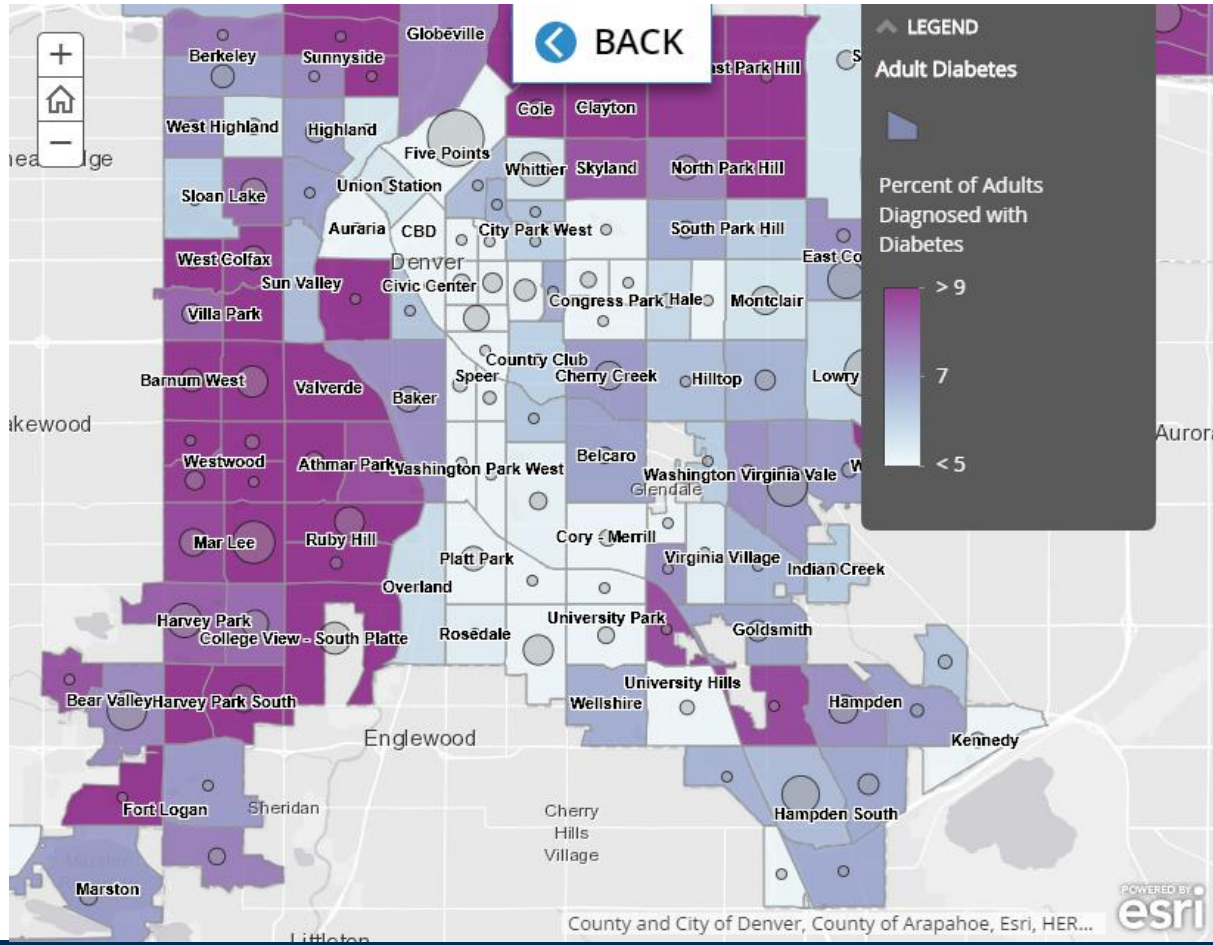 BACK
LEGEND
Adult Diabetes
Percent of Adults
Diagnosed with
Diabetes
> 9
7
< 5
+
−
Globeville
Berkeley
Sunnyside
st Park Hill
Cole
Clayton
West Highland
Highland
Five Points
Whittier
Skyland
North Park Hill
Sloan Lake
Union Station
Auraria
CBD
City Park West
South Park Hill
Denver
West Colfax
East Co
Sun Valley
Civic Center
Congress Park
Hale
Montclair
Villa Park
Country Club
Barnum West
Valverde
Speer
Cherry Creek
Hilltop
Lowry
Baker
akewood
Auror
Westwood
Athmar Park
Washington Park West
Belcaro
Washington Virginia Vale
Glendale
Mar Lee
Ruby Hill
Platt Park
Cory - Merrill
Virginia Village
Indian Creek
Overland
Harvey Park
College View - South Platte
Rosedale
University Park
Goldsmith
Bear Valley
Harvey Park South
University Hills
Wellshire
Hampden
Englewood
Kennedy
Fort Logan
Sheridan
Cherry
Hills
Village
Hampden South
Marston
Littleton
County and City of Denver, County of Arapahoe, Esri, HER...
POWERED BY
esri